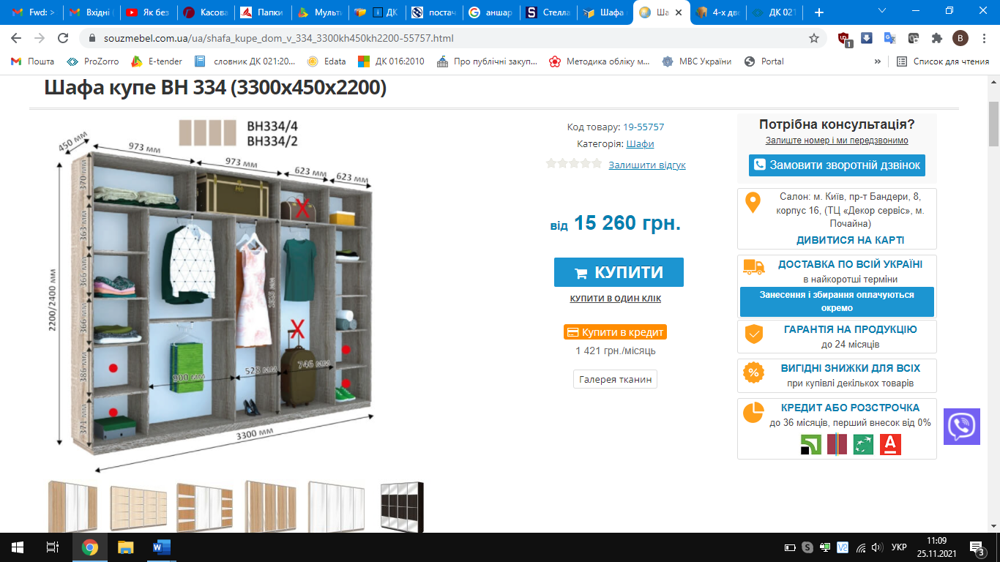 Fwd: >
Вхідні (
Як без
Касова
Папки
Мульти
ДК
постач
аншар
Стелла
Шафа
Ша
4-х две
ДК 021
souzmebel.com.ua/ua/shafa_kupe_dom_v_334_3300kh450kh2200-55757.html
Пошта
ProZorro
E-tender
словник ДК 021:20...
Edata
ДК 016:2010
Про публічні закуп...
Методика обліку м...
МВС України
Portal
»
Список для чтения
Шафа купе ВН 334 (3300х450х2200)
ВН334/4
ВН334/2
450 мм
973 мм
973 мм
623 мм
623 мм
370 мм
363 мм
366 мм
366 мм
386 мм
371 мм
2200/2400 мм
900 мм
528 мм
746 мм
3300 мм
Код товару: 19-55757
Категорія: Шафи
Залишити відгук
від 15 260 грн.
КУПИТИ
КУПИТИ В ОДИН КЛІК
Купити в кредит
1 421 грн./місяць
Галерея тканин
Потрібна консультація?
Залиште номер і ми передзвонимо
Замовити зворотній дзвінок
Салон: м. Київ, пр-т Бандери, 8,
корпус 16, (ТЦ «Декор сервіс», м.
Почайна)
ДИВИТИСЯ НА КАРТІ
ДОСТАВКА ПО ВСІЙ УКРАЇНІ
в найкоротші терміни
Занесення і збирання оплачуються
окремо
ГАРАНТІЯ НА ПРОДУКЦІЮ
до 24 місяців
ВИГІДНІ ЗНИЖКИ ДЛЯ ВСІХ
при купівлі декількох товарів
КРЕДИТ АБО РОЗСТРОЧКА
до 36 місяців, перший внесок від 0%
УКР
11:09
25.11.2021
3